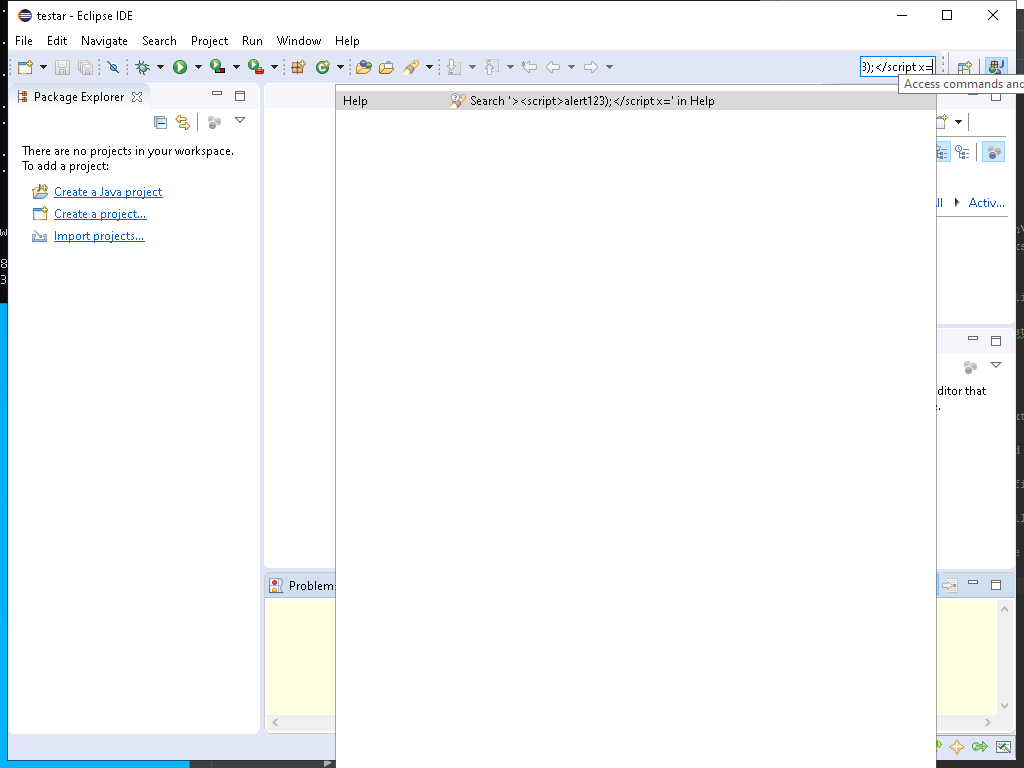 testar - Eclipse IDE
File Edit Navigate Search Project Run Window Help
3);</script x=
Access commands and
Package Explorer
Help Search '><script>alert123);</script x=' in Help
There are no projects in your workspace.
To add a project:
Create a Java project
Create a project...
Import projects...
All Activ...
ditor that
Problem